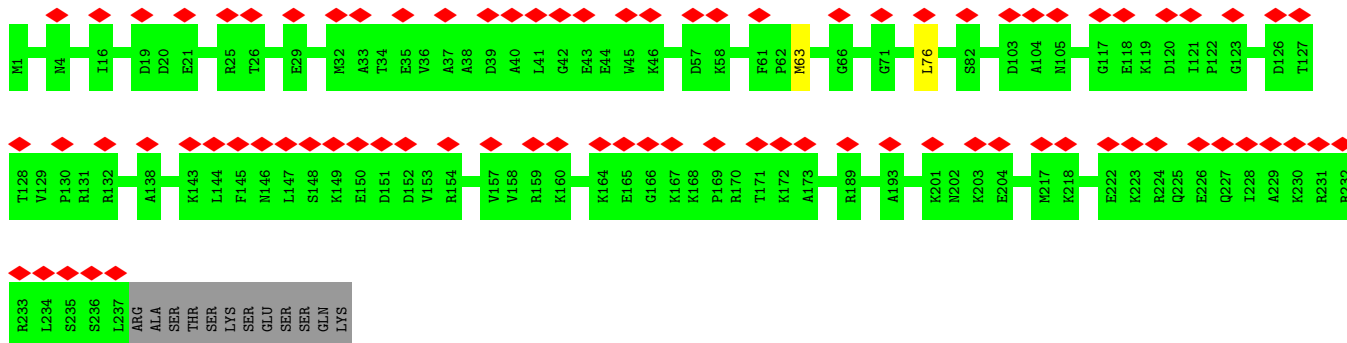 M1 N4 I16 D19 D20 E21 R25 T26 E29 M32 A33 T34 E35 V36 A37 A38 D39 A40 L41 G42 E43 E44 W45 K46 D57 K58 F61 P62 M63 G66 G71 L76 S82 D103 A104 N105 G117 E118 K119 D120 I121 P122 G123 D126 T127
T128 V129 P130 R131 R132 A138 K143 L144 F145 N146 L147 S148 K149 E150 D151 D152 V153 R154 V157 V158 R159 K160 K164 E165 G166 K167 K168 P169 R170 T171 K172 A173 R189 A193 K201 N202 K203 E204 M217 K218 E222 K223 R224 Q225 E226 Q227 I228 A229 K230 R231 R232
R233 L234 S235 S236 L237 ARG ALA SER THR SER LYS SER GLU SER SER GLN LYS